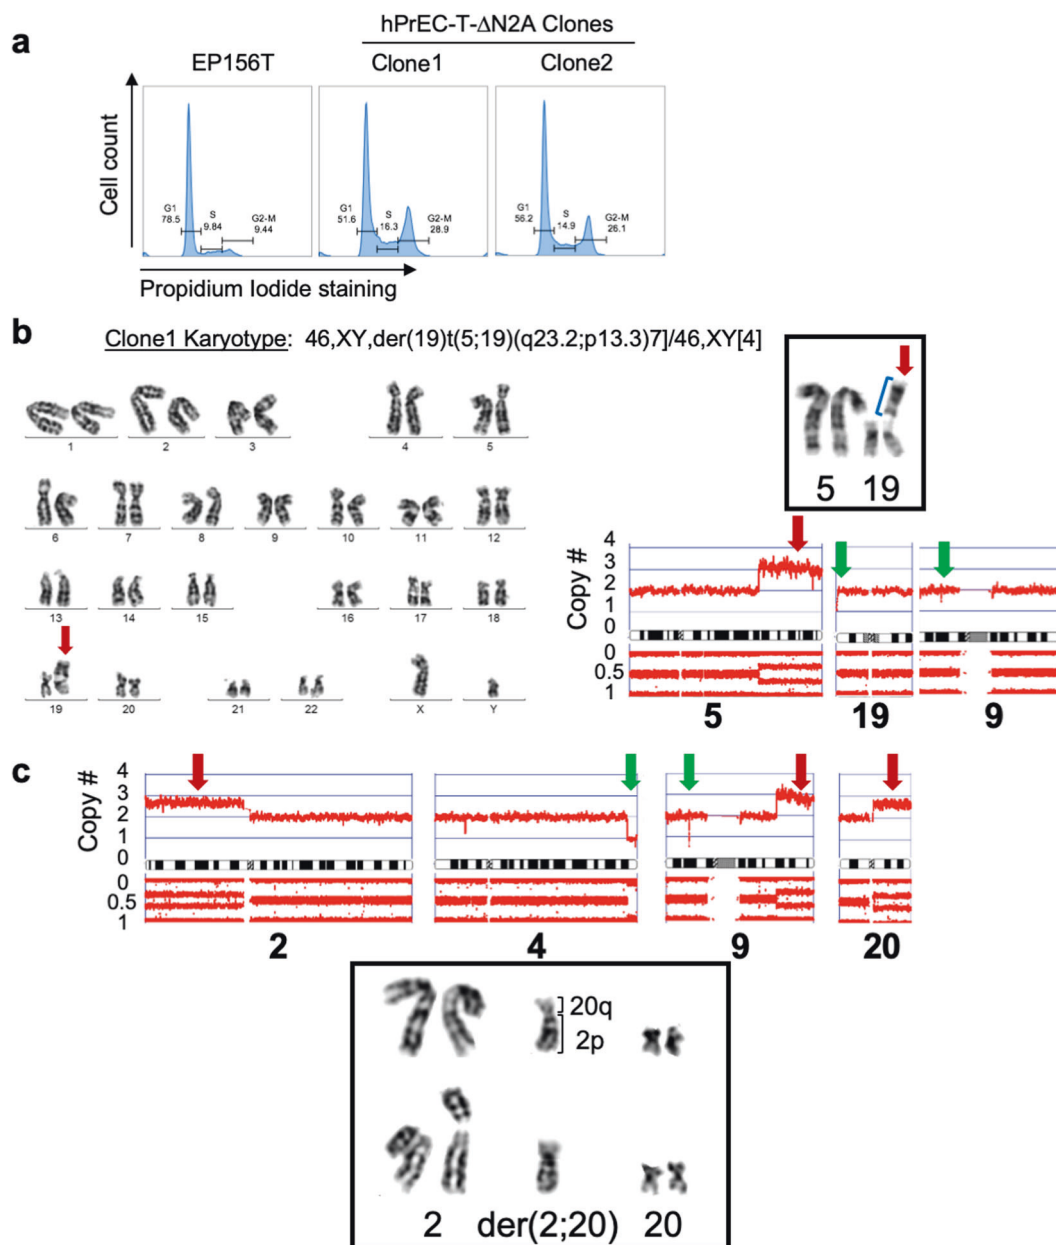 a
hPrEC-T-ΔN2A Clones
EP156T
Clone1
Clone2
Cell count
G1
78.5
S
9.84
G2-M
9.44
G1
51.6
S
16.3
G2-M
28.9
G1
56.2
S
14.9
G2-M
26.1
Propidium Iodide staining
b
Clone1 Karyotype: 46,XY,der(19)t(5;19)(q23.2;p13.3)7]/46,XY[4]
1 2 3 4 5
6 7 8 9 10 11 12
13 14 15 16 17 18
19 20 21 22 X Y
5 19
Copy #
4
3
2
1
0
0
0.5
1
5 19 9
c
Copy #
4
3
2
1
0
0
0.5
1
2 4 9 20
20q
2p
2 der(2;20) 20